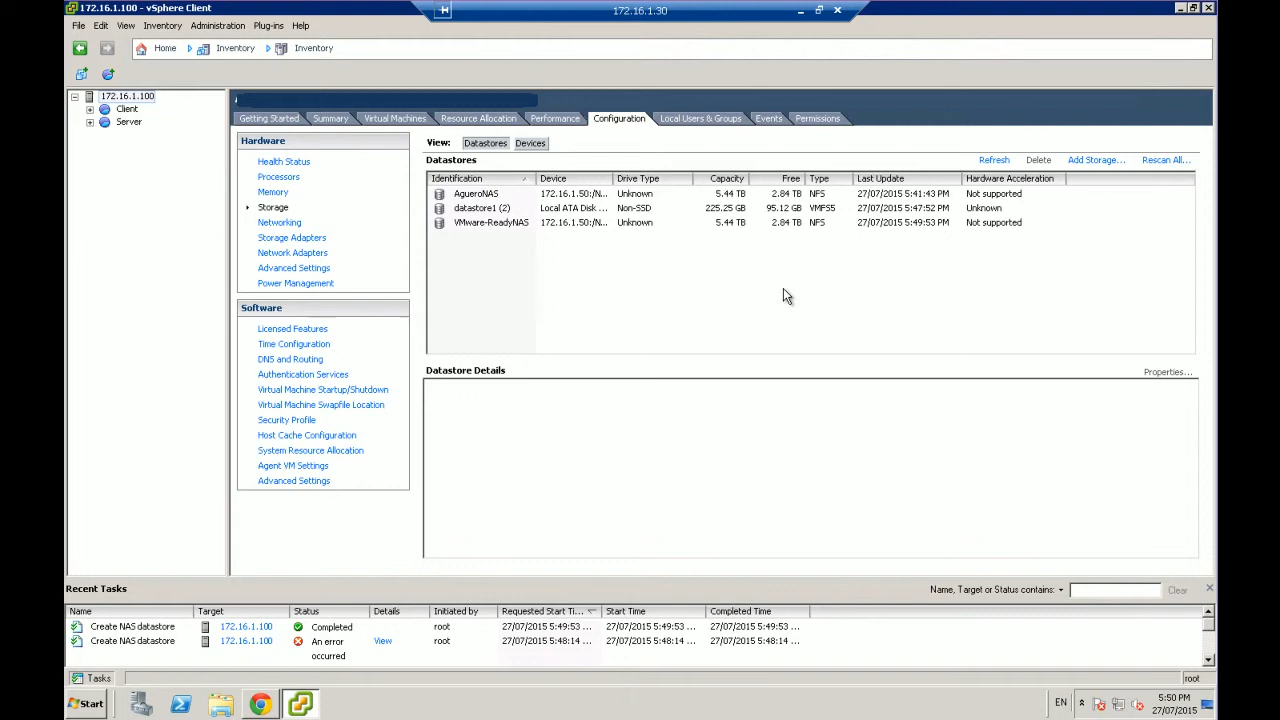 172.16.1.100 - vSphere Client
172.16.1.30
File Edit View Inventory Administration Plug-ins Help
Home Inventory Inventory
172.16.1.100
Client
Server
Getting Started Summary Virtual Machines Resource Allocation Performance Configuration Local Users & Groups Events Permissions
Hardware
Health Status
Processors
Memory
Storage
Networking
Storage Adapters
Network Adapters
Advanced Settings
Power Management
Software
Licensed Features
Time Configuration
DNS and Routing
Authentication Services
Virtual Machine Startup/Shutdown
Virtual Machine Swapfile Location
Security Profile
Host Cache Configuration
System Resource Allocation
Agent VM Settings
Advanced Settings
View: Datastores Devices
Datastores
Refresh Delete Add Storage... Rescan All...
Identification Device Drive Type Capacity Free Type Last Update Hardware Acceleration
AgueroNAS 172.16.1.50:/N... Unknown 5.44 TB 2.84 TB NFS 27/07/2015 5:41:43 PM Not supported
datastore1 (2) Local ATA Disk ... Non-SSD 225.25 GB 95.12 GB VMFS5 27/07/2015 5:47:52 PM Unknown
VMware-ReadyNAS 172.16.1.50:/N... Unknown 5.44 TB 2.84 TB NFS 27/07/2015 5:49:53 PM Not supported
Datastore Details
Properties...
Recent Tasks
Name, Target or Status contains: Clear
Name Target Status Details Initiated by Requested Start Ti... Start Time Completed Time
Create NAS datastore 172.16.1.100 Completed root 27/07/2015 5:49:53 ... 27/07/2015 5:49:53 ... 27/07/2015 5:49:53 ...
Create NAS datastore 172.16.1.100 An error occurred View root 27/07/2015 5:48:14 ... 27/07/2015 5:48:14 ... 27/07/2015 5:48:14 ...
Tasks
root
Start
EN
5:50 PM
27/07/2015